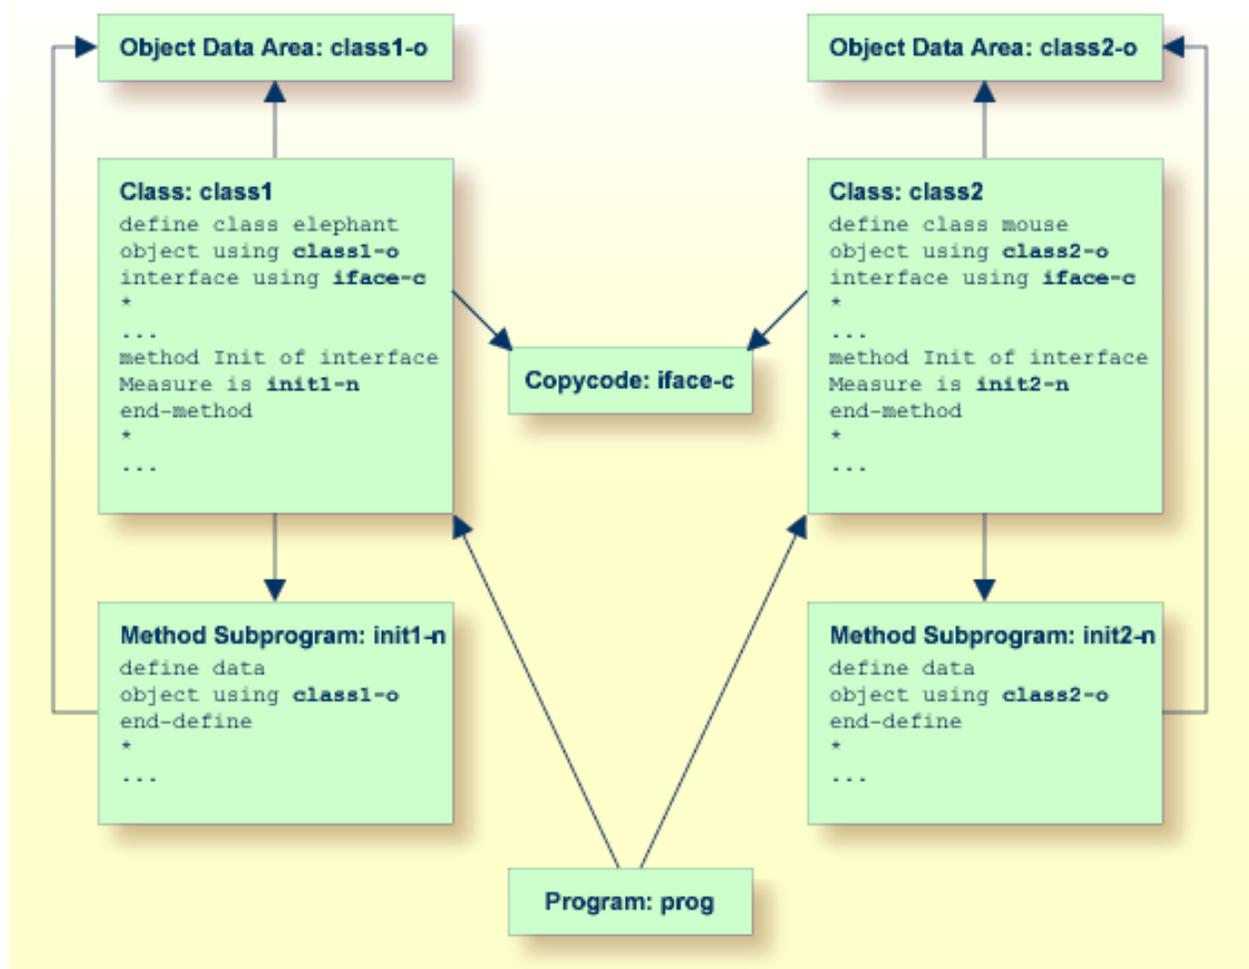 Object Data Area: class1-o
Object Data Area: class2-o
Class: class1
define class elephant
object using class1-o
interface using iface-c
*
...
method Init of interface
Measure is init1-n
end-method
*
...
Class: class2
define class mouse
object using class2-o
interface using iface-c
*
...
method Init of interface
Measure is init2-n
end-method
*
...
Copycode: iface-c
Method Subprogram: init1-n
define data
object using class1-o
end-define
*
...
Method Subprogram: init2-n
define data
object using class2-o
end-define
*
...
Program: prog